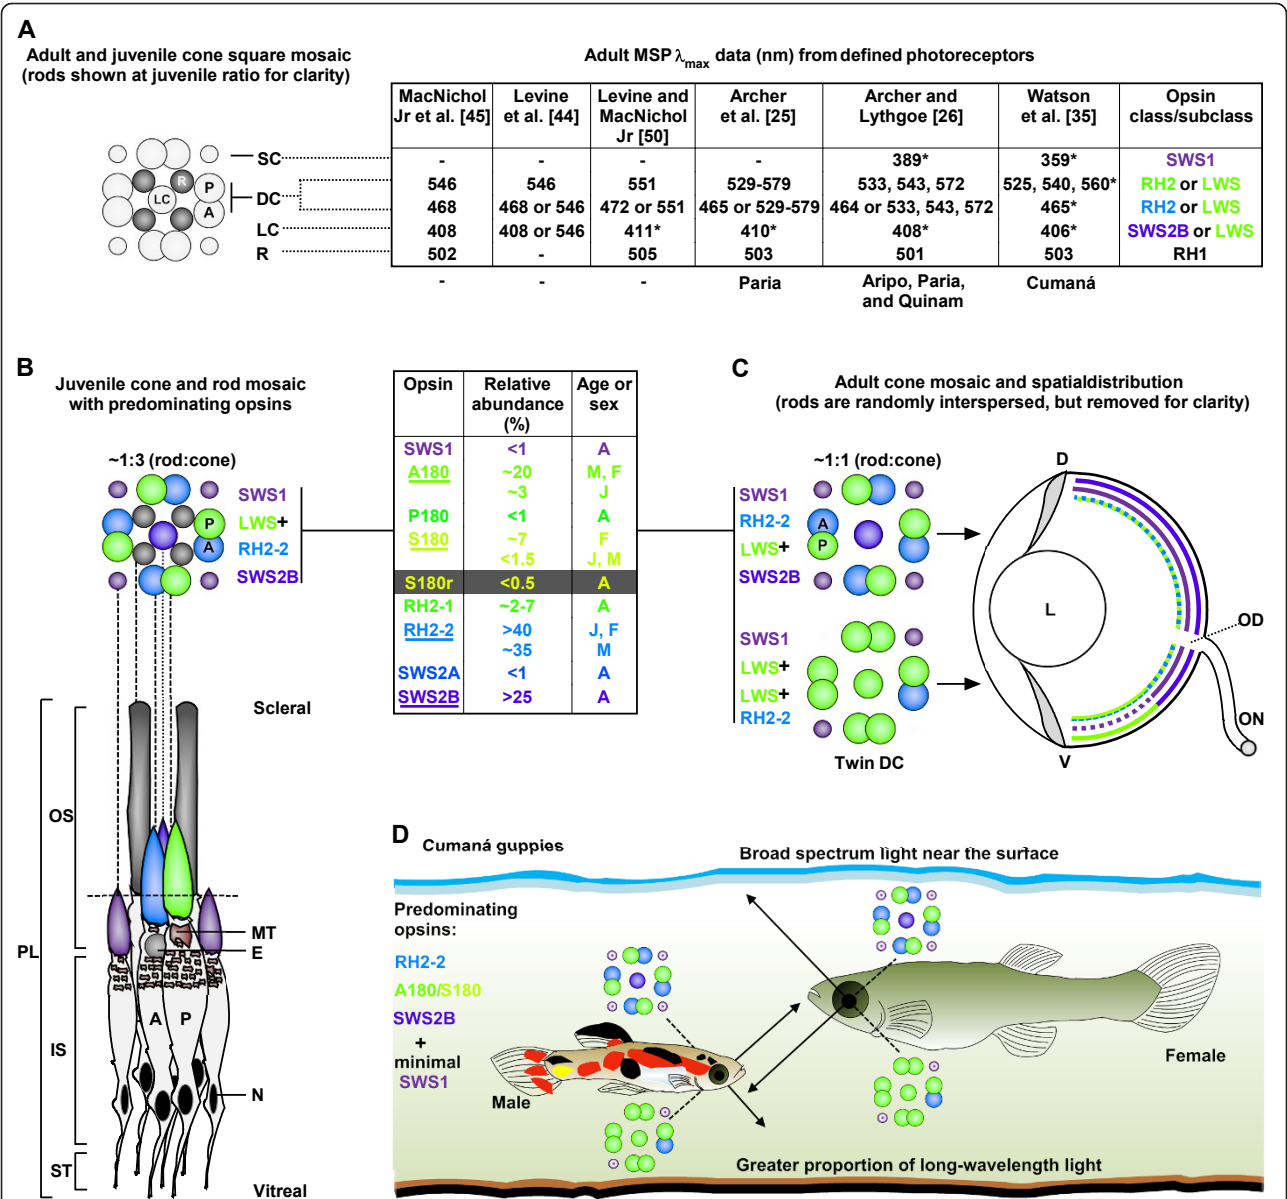 A
Adult and juvenile cone square mosaic
(rods shown at juvenile ratio for clarity)
Adult MSP λmax data (nm) from defined photoreceptors
MacNichol Jr et al. [45] Levine et al. [44] Levine and MacNichol Jr [50] Archer et al. [25] Archer and Lythgoe [26] Watson et al. [35] Opsin class/subclass
SC - - - - 389* 359* SWS1
DC 546 546 551 529-579 533, 543, 572 525, 540, 560* RH2 or LWS
468 468 or 546 472 or 551 465 or 529-579 464 or 533, 543, 572 465* RH2 or LWS
LC 408 408 or 546 411* 410* 408* 406* SWS2B or LWS
R 502 - 505 503 501 503 RH1
- - - Paria Aripo, Paria, and Quinam Cumaná
R
P
LC
A
B
Juvenile cone and rod mosaic
with predominating opsins
~1:3 (rod:cone)
SWS1
LWS+
RH2-2
SWS2B
P
A
Opsin Relative abundance (%) Age or sex
SWS1 <1 A
A180 ~20 M, F
~3 J
P180 <1 A
S180 ~7 F
<1.5 J, M
S180r <0.5 A
RH2-1 ~2-7 A
RH2-2 >40 J, F
~35 M
SWS2A <1 A
SWS2B >25 A
Scleral
OS
PL
MT
E
IS
A P
N
ST
Vitreal
C
Adult cone mosaic and spatialdistribution
(rods are randomly interspersed, but removed for clarity)
~1:1 (rod:cone)
SWS1
RH2-2
LWS+
SWS2B
A
P
SWS1
LWS+
LWS+
RH2-2
Twin DC
D
L
OD
ON
V
D
Cumaná guppies
Broad spectrum light near the surface
Predominating
opsins:
RH2-2
A180/S180
SWS2B
+
minimal
SWS1
Male
Female
Greater proportion of long-wavelength light